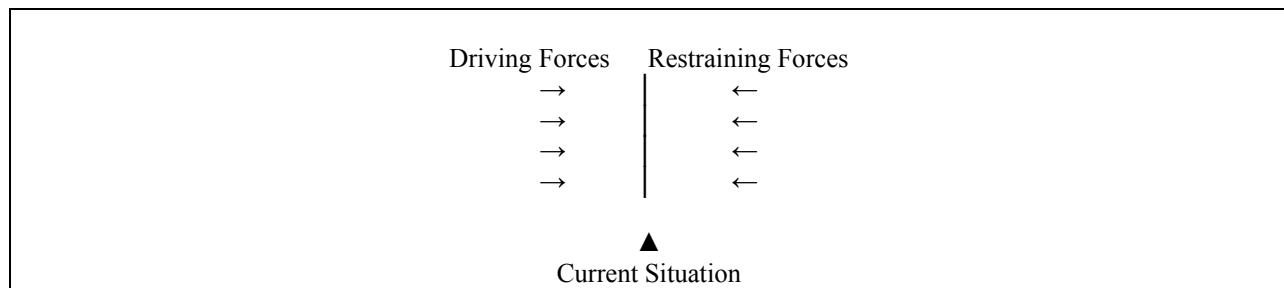 Driving Forces Restraining Forces
→ ←
→ ←
→ ←
→ ←
▲
Current Situation